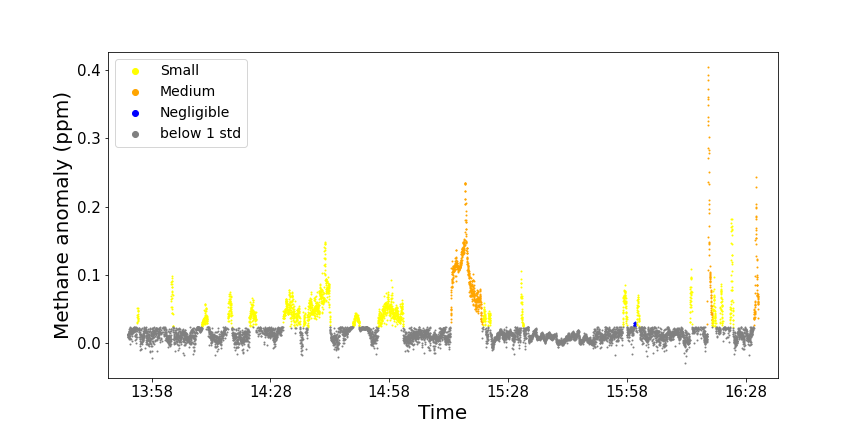 Small
Medium
Negligible
below 1 std
Methane anomaly (ppm)
0.4
0.3
0.2
0.1
0.0
13:58 14:28 14:58 15:28 15:58 16:28
Time